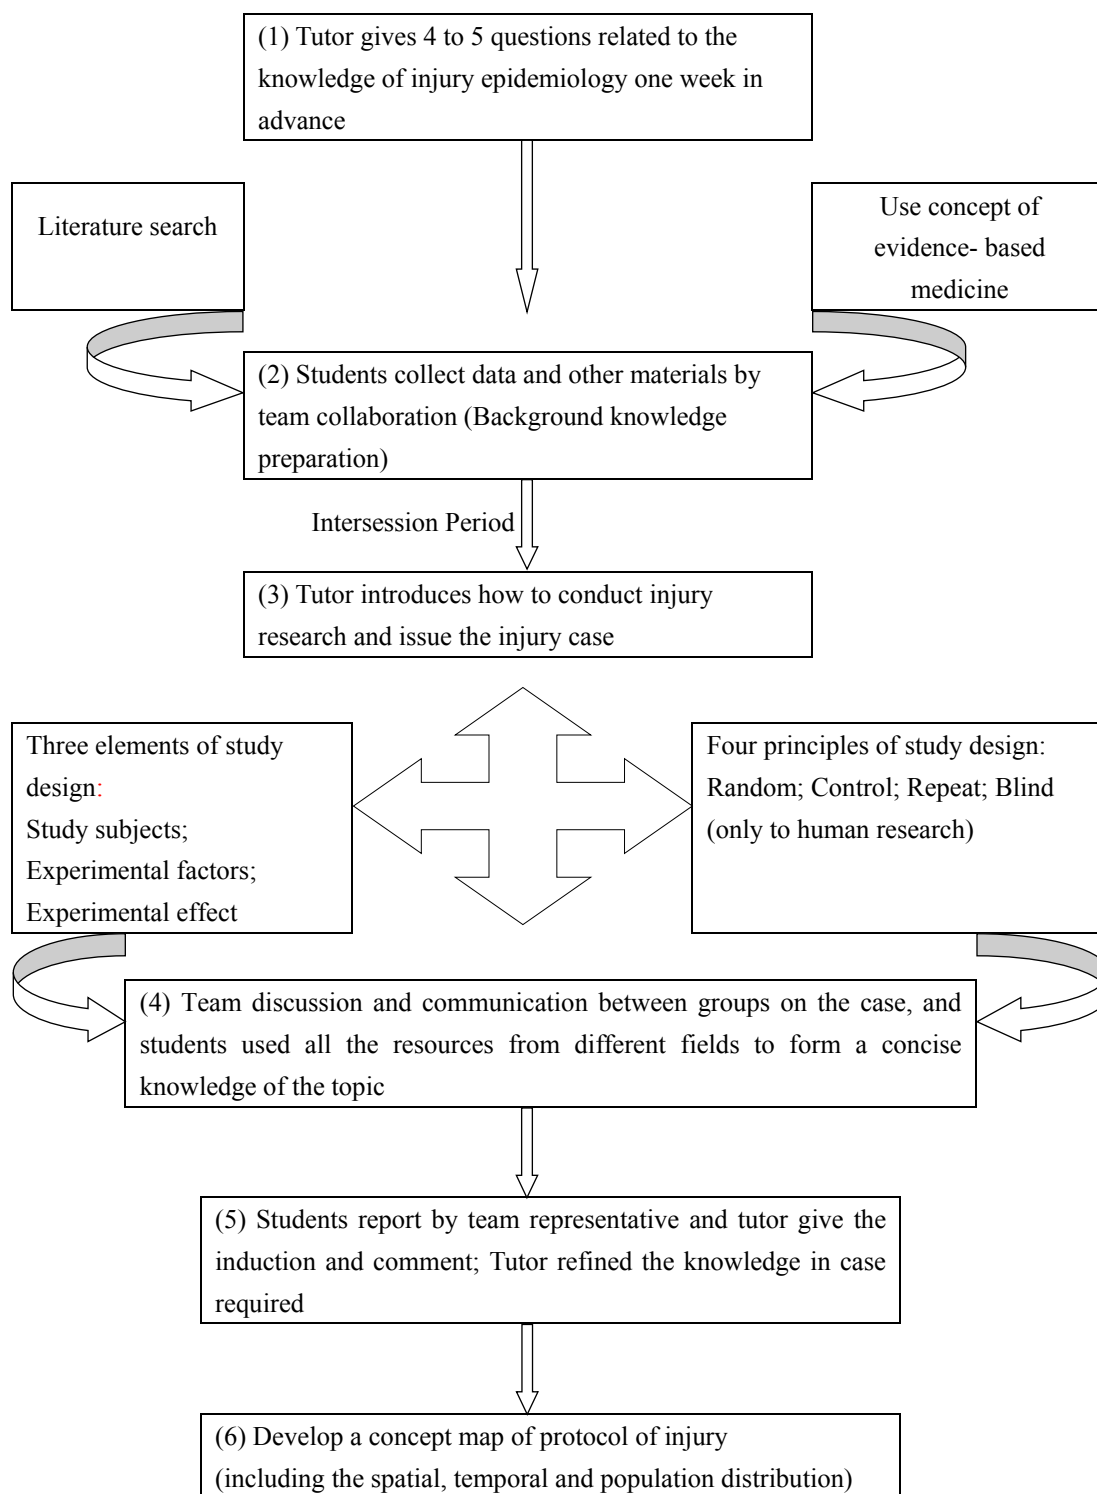 (1) Tutor gives 4 to 5 questions related to the
knowledge of injury epidemiology one week in
advance
Literature search
Use concept of
evidence- based
medicine
(2) Students collect data and other materials by
team collaboration (Background knowledge
preparation)
Intersession Period
(3) Tutor introduces how to conduct injury
research and issue the injury case
Three elements of study
design:
Study subjects;
Experimental factors;
Experimental effect
Four principles of study design:
Random; Control; Repeat; Blind
(only to human research)
(4) Team discussion and communication between groups on the case, and
students used all the resources from different fields to form a concise
knowledge of the topic
(5) Students report by team representative and tutor give the
induction and comment; Tutor refined the knowledge in case
required
(6) Develop a concept map of protocol of injury
(including the spatial, temporal and population distribution)